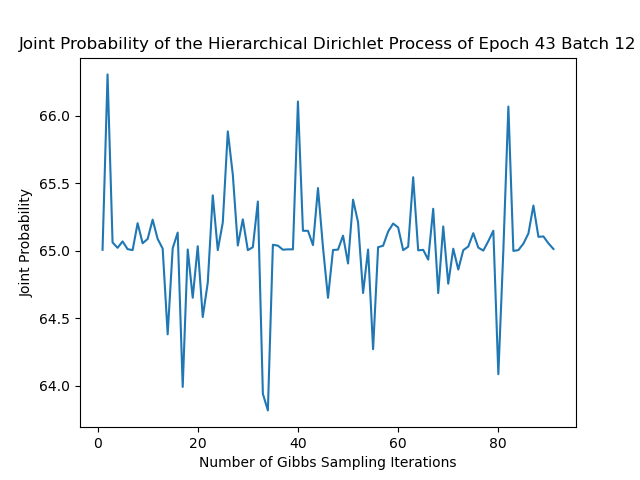 Joint Probability of the Hierarchical Dirichlet Process of Epoch 43 Batch 12
66.0
65.5
65.0
64.5
64.0
Joint Probability
0 20 40 60 80
Number of Gibbs Sampling Iterations